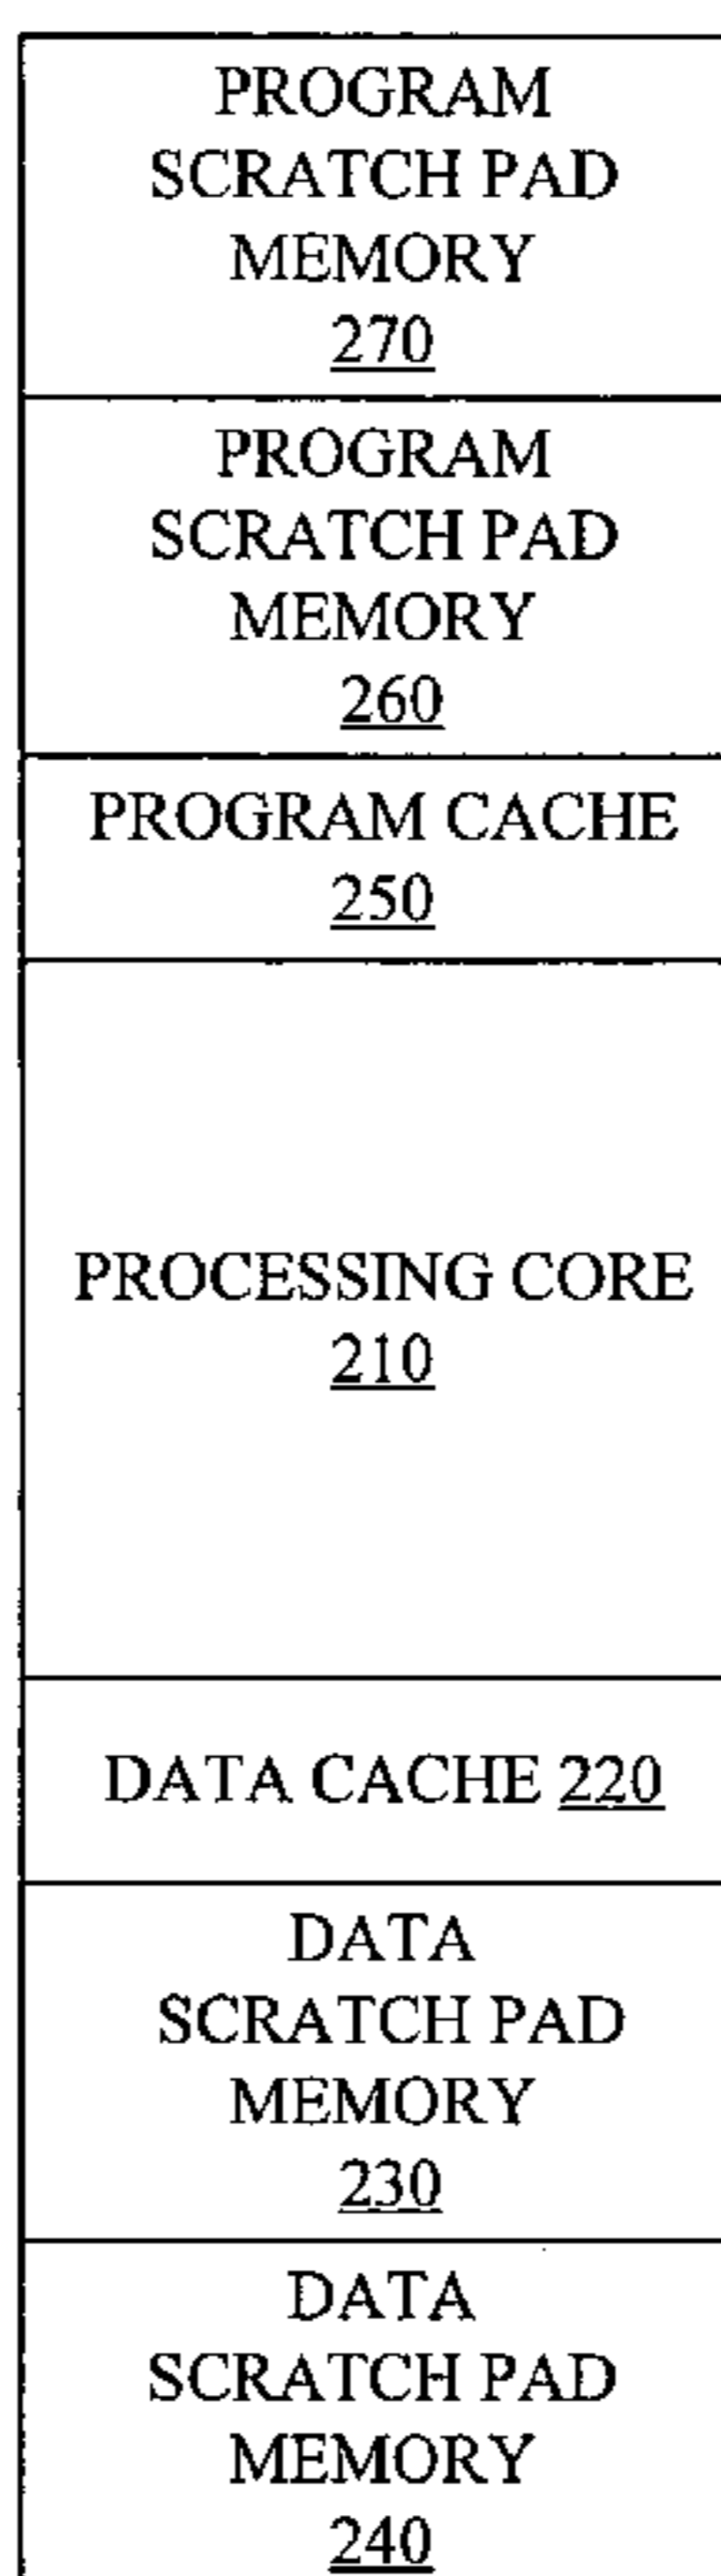 PROGRAM
SCRATCH PAD
MEMORY
270
PROGRAM
SCRATCH PAD
MEMORY
260
PROGRAM CACHE
250
PROCESSING CORE
210
DATA CACHE 220
DATA
SCRATCH PAD
MEMORY
230
DATA
SCRATCH PAD
MEMORY
240